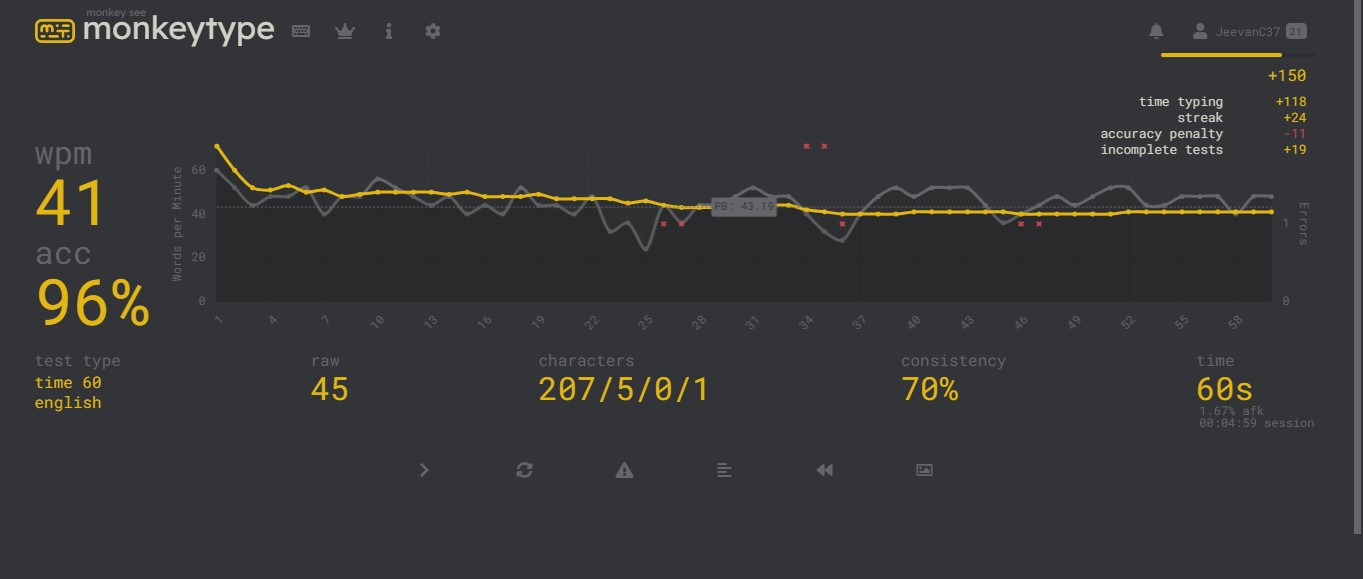 monkey see
monkeytype
JeevanC37 21
+150
time typing +118
streak +24
accuracy penalty -11
incomplete tests +19
wpm
41
acc
96%
Words per Minute
60
40
20
0
PB: 43.19
Errors
1
0
1 4 7 10 13 16 19 22 25 28 31 34 37 40 43 46 49 52 55 58
test type
time 60
english
raw
45
characters
207/5/0/1
consistency
70%
time
60s
1.67% afk
00:04:59 session